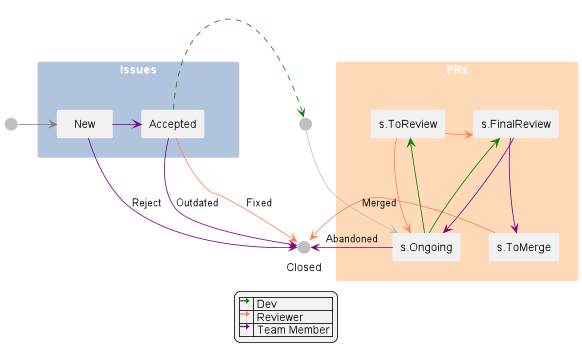 Issues
PRs
New
Accepted
s.ToReview
s.FinalReview
Reject
Outdated
Fixed
Merged
Abandoned
s.Ongoing
s.ToMerge
Closed
Dev
Reviewer
Team Member